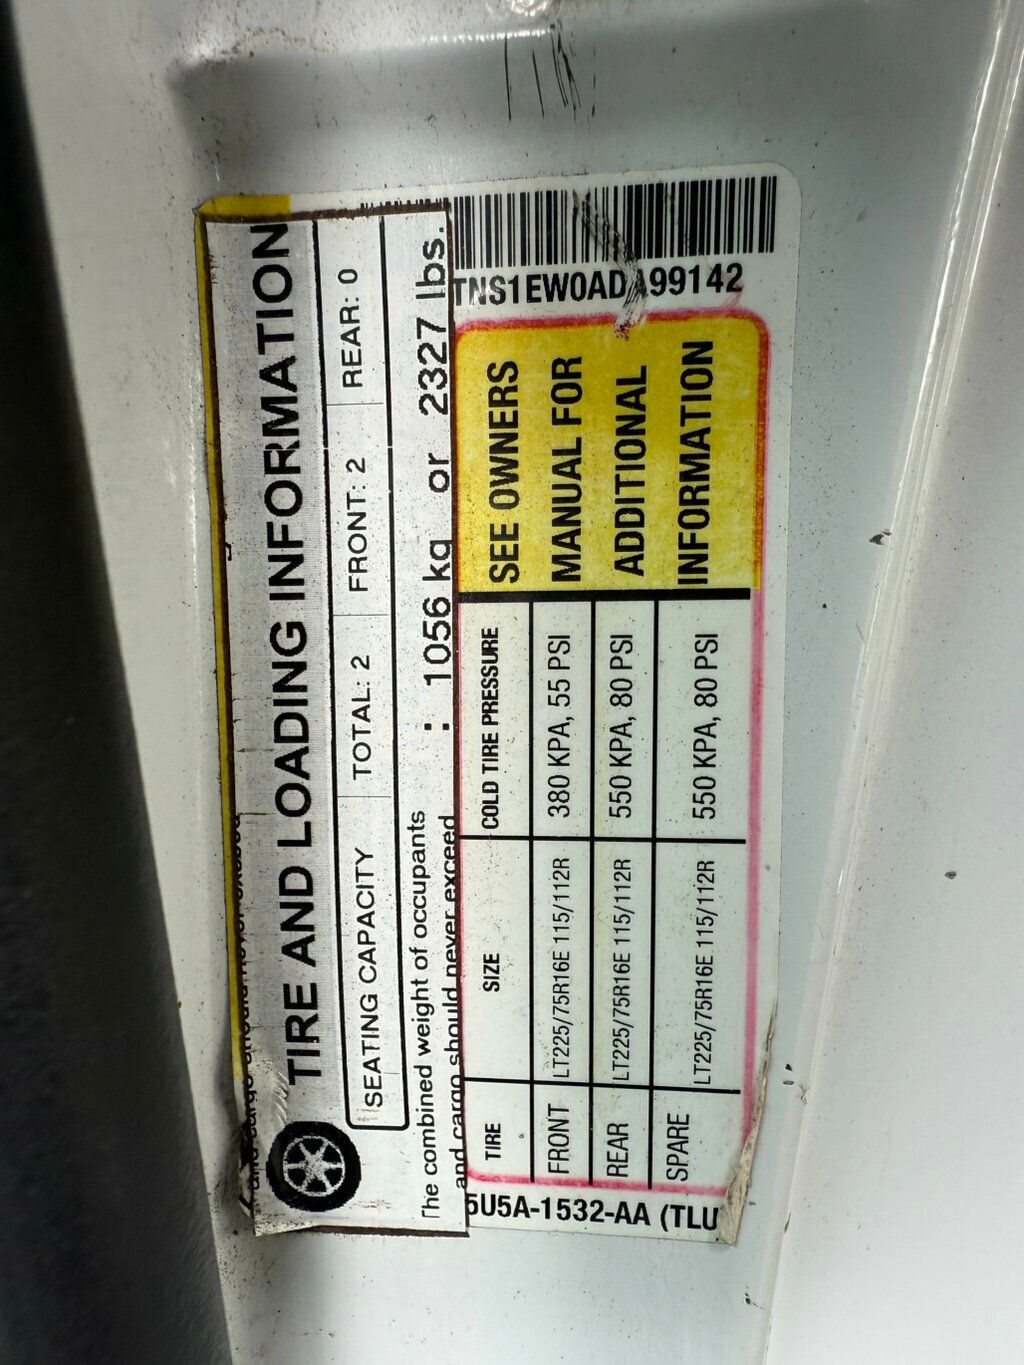 TIRE AND LOADING INFORMATION
SEATING CAPACITY TOTAL: 2 FRONT: 2 REAR: 0
The combined weight of occupants
and cargo should never exceed : 1056 kg or 2327 lbs.
TIRE SIZE COLD TIRE PRESSURE
FRONT LT225/75R16E 115/112R 380 KPA, 55 PSI
REAR LT225/75R16E 115/112R 550 KPA, 80 PSI
SPARE LT225/75R16E 115/112R 550 KPA, 80 PSI
SEE OWNERS
MANUAL FOR
ADDITIONAL
INFORMATION
5U5A-1532-AA (TLU
TNS1EW0ADA99142